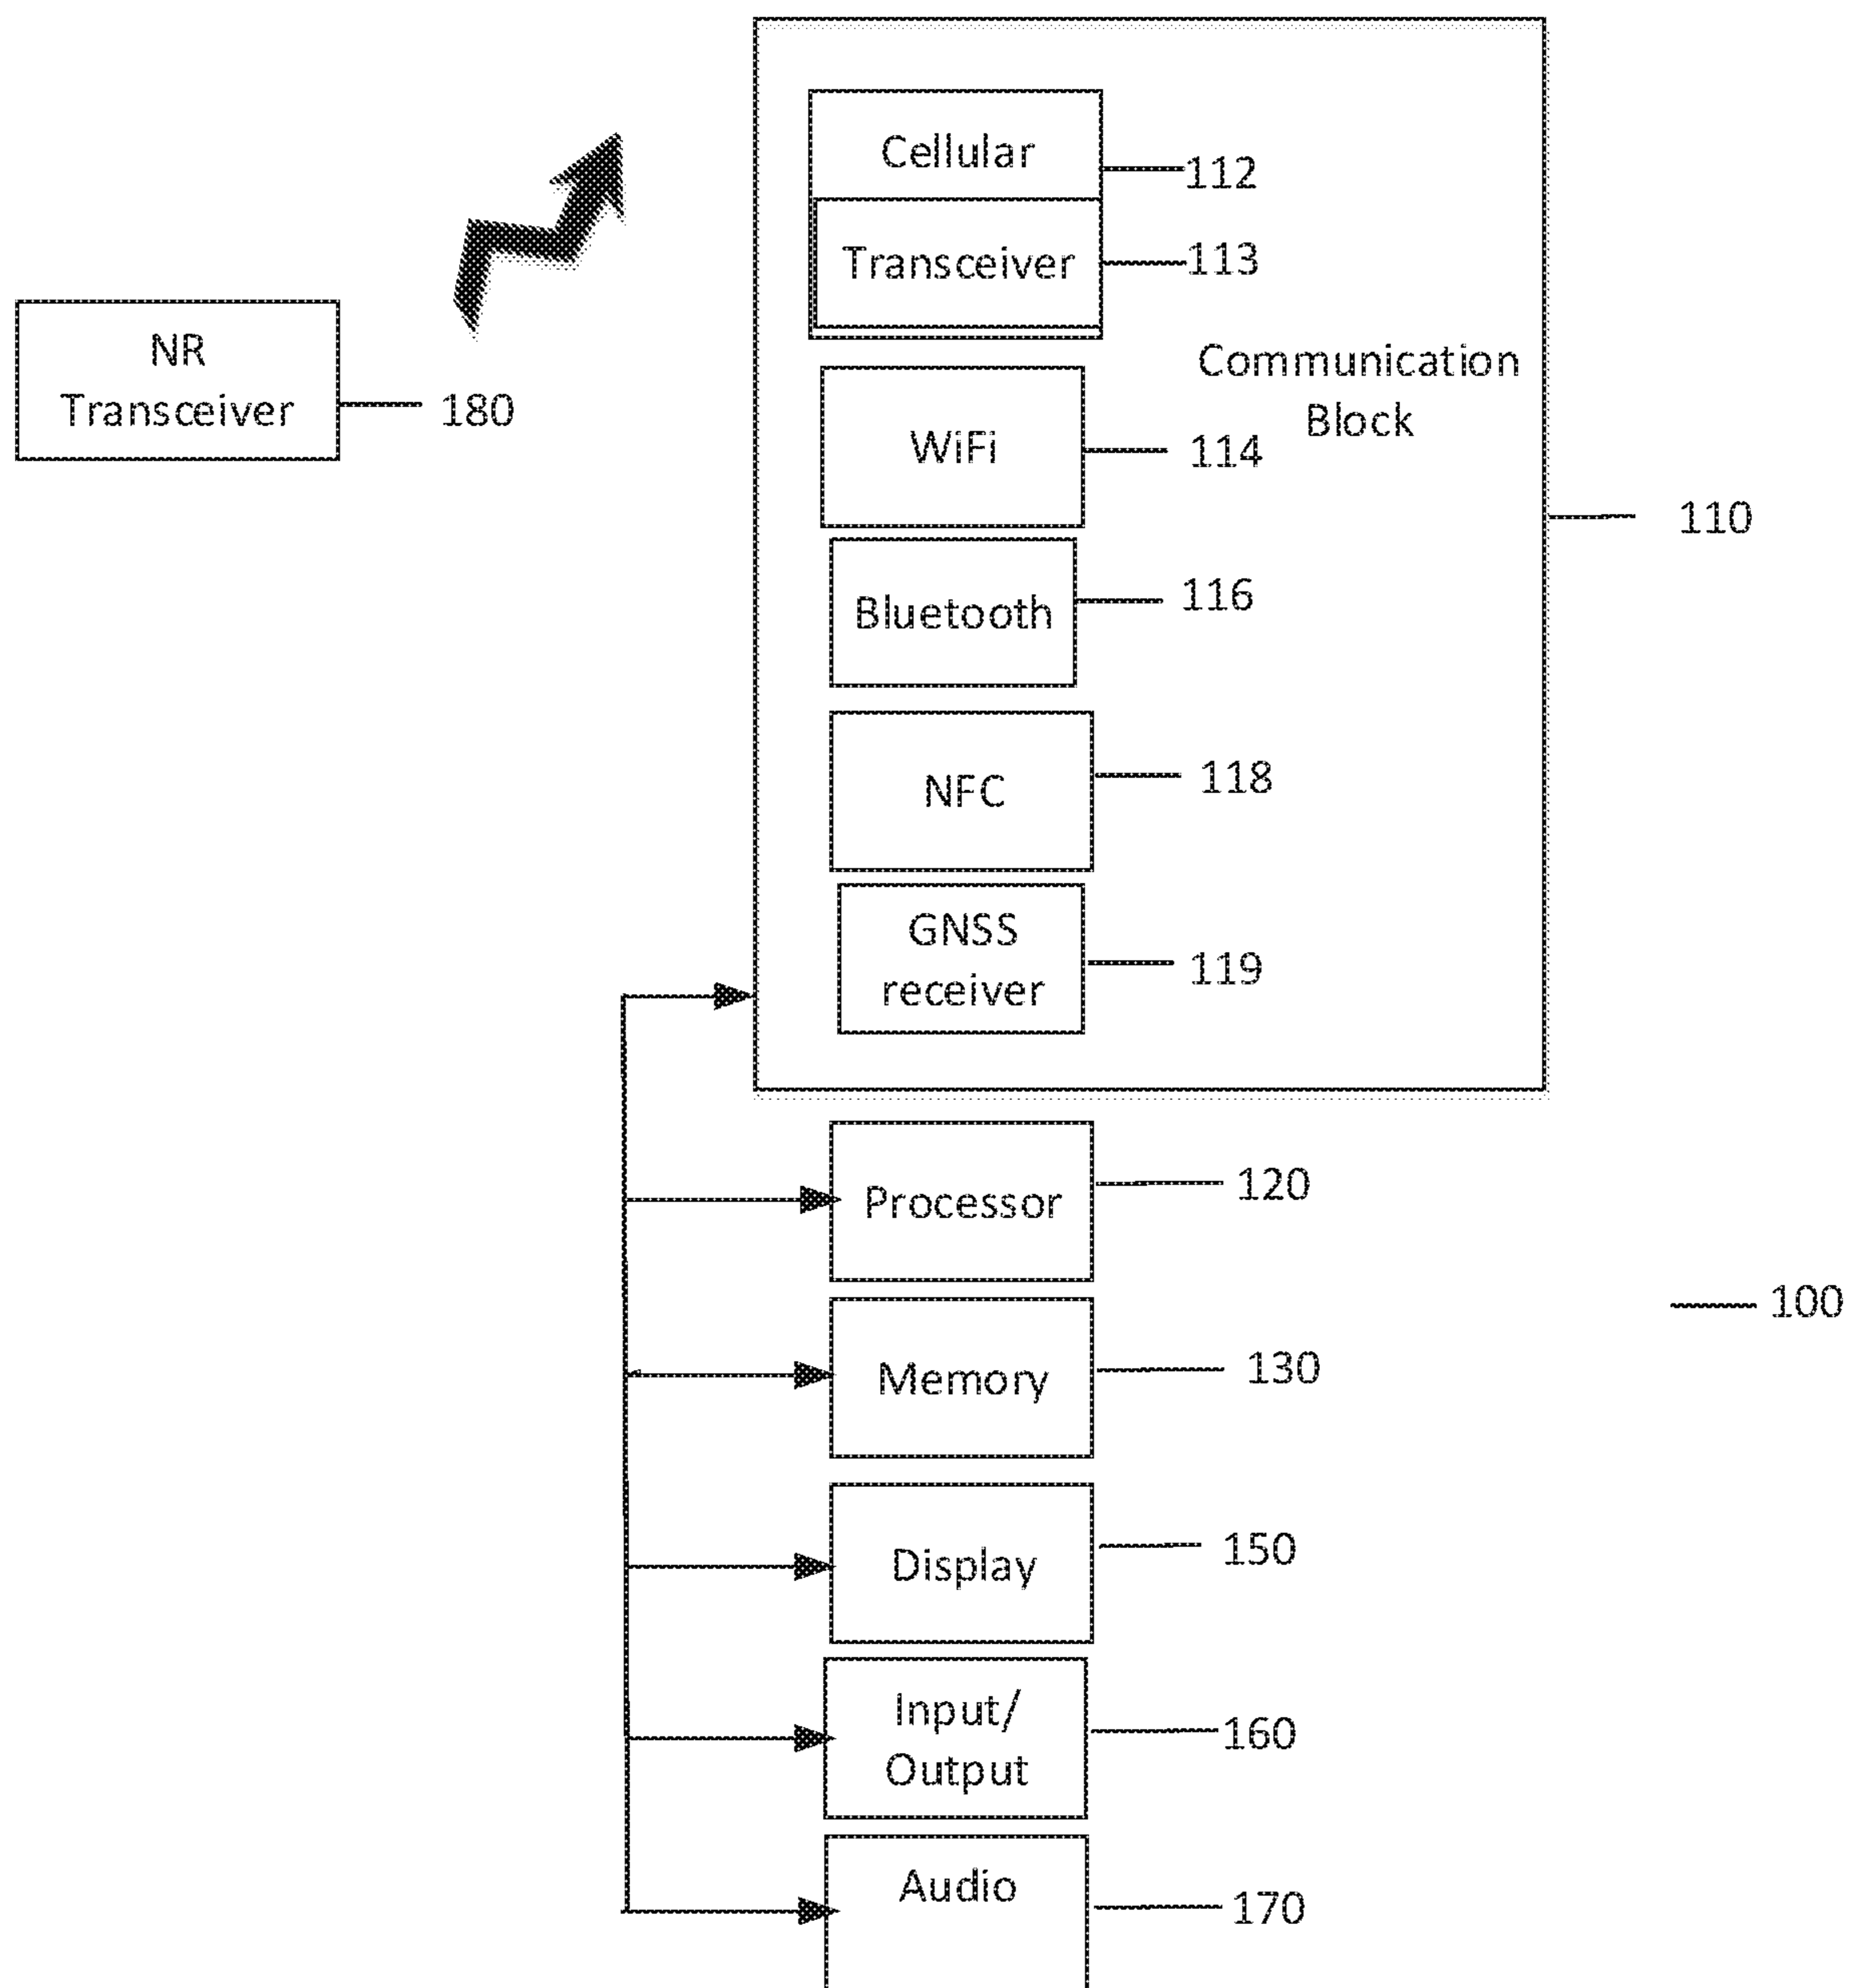 Cellular
112
Transceiver
113
NR
Transceiver
180
Communication
Block
WiFi
114
110
Bluetooth
116
NFC
118
GNSS
receiver
119
Processor
120
100
Memory
130
Display
150
Input/
Output
160
Audio
170